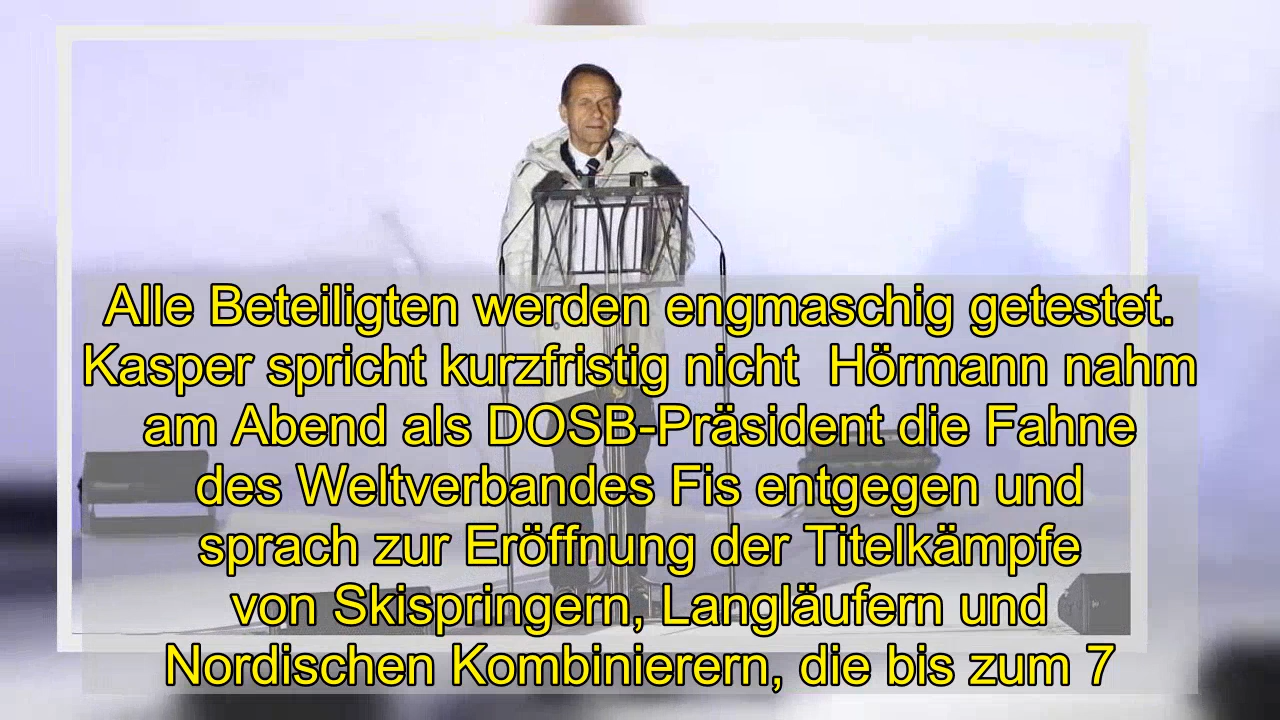 Alle Beteiligten werden engmaschig getestet.
Kasper spricht kurzfristig nicht  Hörmann nahm
am Abend als DOSB-Präsident die Fahne
des Weltverbandes Fis entgegen und
sprach zur Eröffnung der Titelkämpfe
von Skispringern, Langläufern und
Nordischen Kombinierern, die bis zum 7